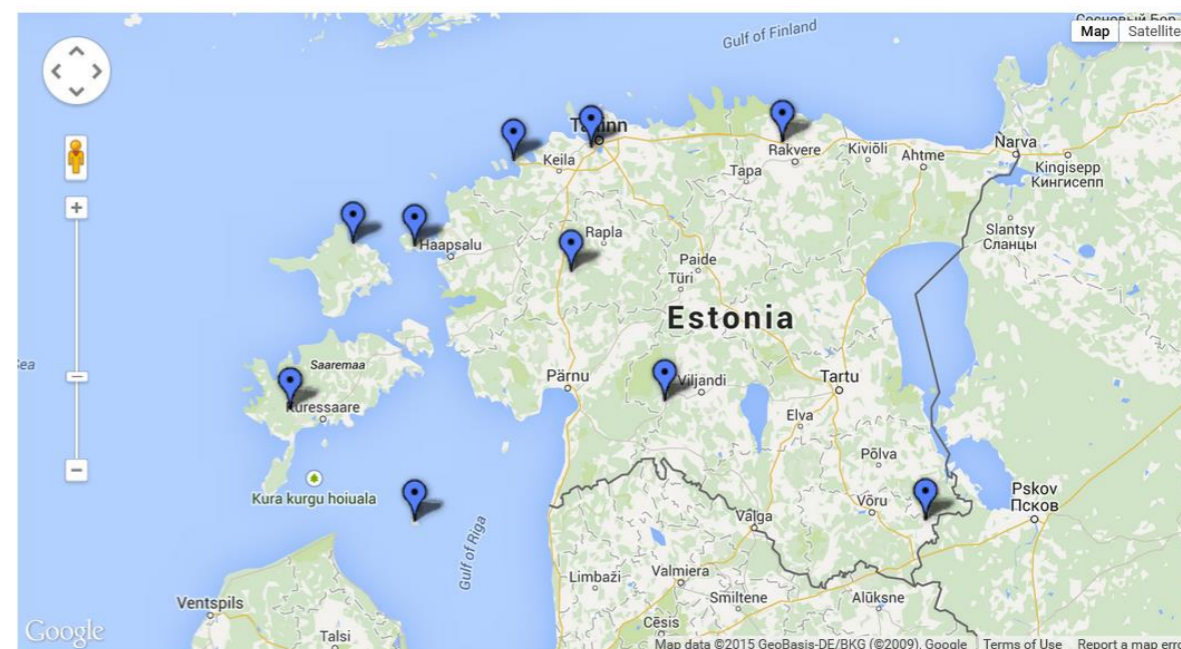 Сосновый Бор
Gulf of Finland
Map
Satellite
Tallinn
Keila
Rakvere
Kiviõli
Ahtme
Narva
Kingisepp
Кингисепп
Tapa
Haapsalu
Rapla
Slantsy
Сланцы
Paide
Türi
Estonia
Sea
Saaremaa
Pärnu
Viljandi
Tartu
Kuressaare
Elva
Põlva
Kura kurgu hoiuala
Võru
Pskov
Псков
Valga
Gulf of Riga
Limbaži
Valmiera
Smiltene
Alūksne
Ventspils
Cēsis
Talsi
Google
Map data ©2015 GeoBasis-DE/BKG (©2009), Google
Terms of Use
Report a map erro